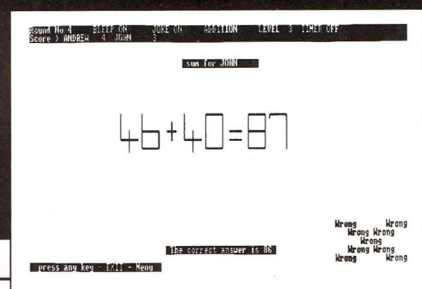 Round No 4 BLEEP ON JOKE ON ADDITION LEVEL 3 TIMER OFF
Score > ANDREW 4 JOHN 3
sum for JOHN
46+40=87
Wrong Wrong
Wrong Wrong
Wrong
Wrong Wrong
Wrong Wrong
The correct answer is 86
press any key - EXIT - Menu